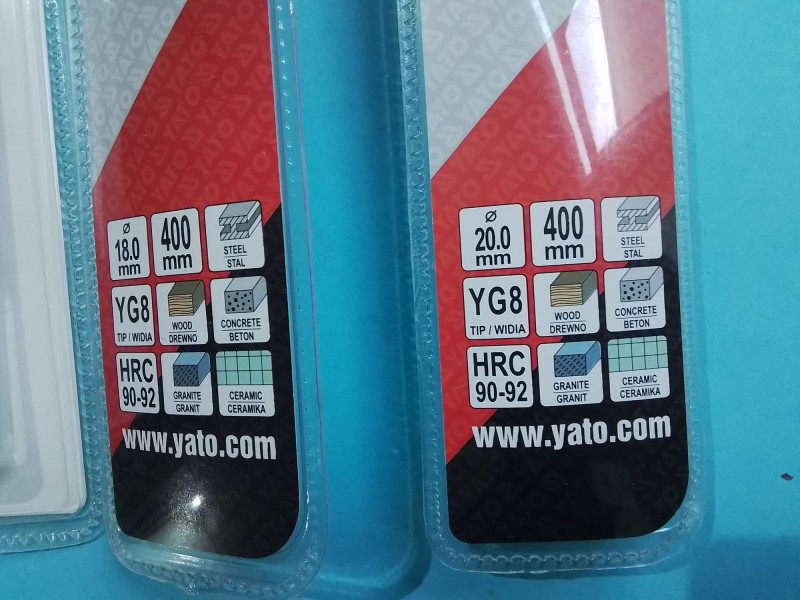 YATO
Ø
18.0
mm
400
mm
STEEL
STAL
YG8
TIP / WIDIA
WOOD
DREWNO
CONCRETE
BETON
HRC
90-92
GRANITE
GRANIT
CERAMIC
CERAMIKA
www.yato.com
YATO
Ø
20.0
mm
400
mm
STEEL
STAL
YG8
TIP / WIDIA
WOOD
DREWNO
CONCRETE
BETON
HRC
90-92
GRANITE
GRANIT
CERAMIC
CERAMIKA
www.yato.com